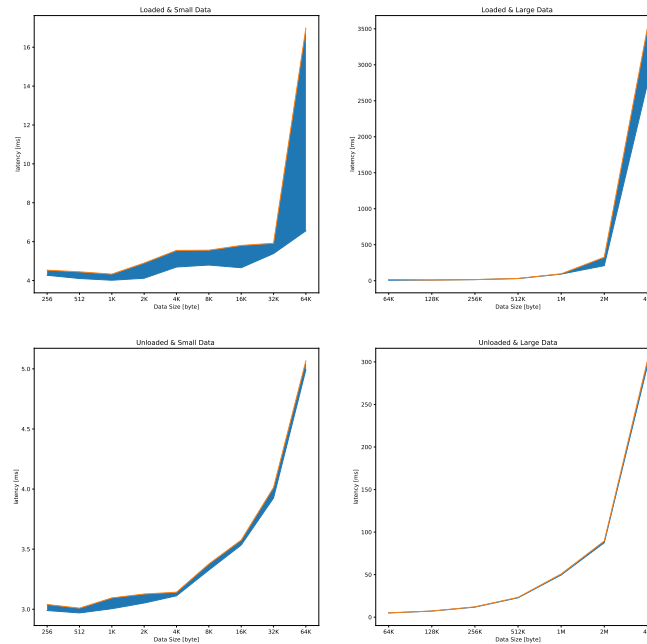 Loaded & Small Data
latency [ms]
16
14
12
10
8
6
4
256 512 1K 2K 4K 8K 16K 32K 64K
Data Size [byte]
Loaded & Large Data
latency [ms]
3500
3000
2500
2000
1500
1000
500
0
64K 128K 256K 512K 1M 2M 4
Data Size [byte]
Unloaded & Small Data
latency [ms]
5.0
4.5
4.0
3.5
3.0
256 512 1K 2K 4K 8K 16K 32K 64K
Data Size [byte]
Unloaded & Large Data
latency [ms]
300
250
200
150
100
50
0
64K 128K 256K 512K 1M 2M 4
Data Size [byte]